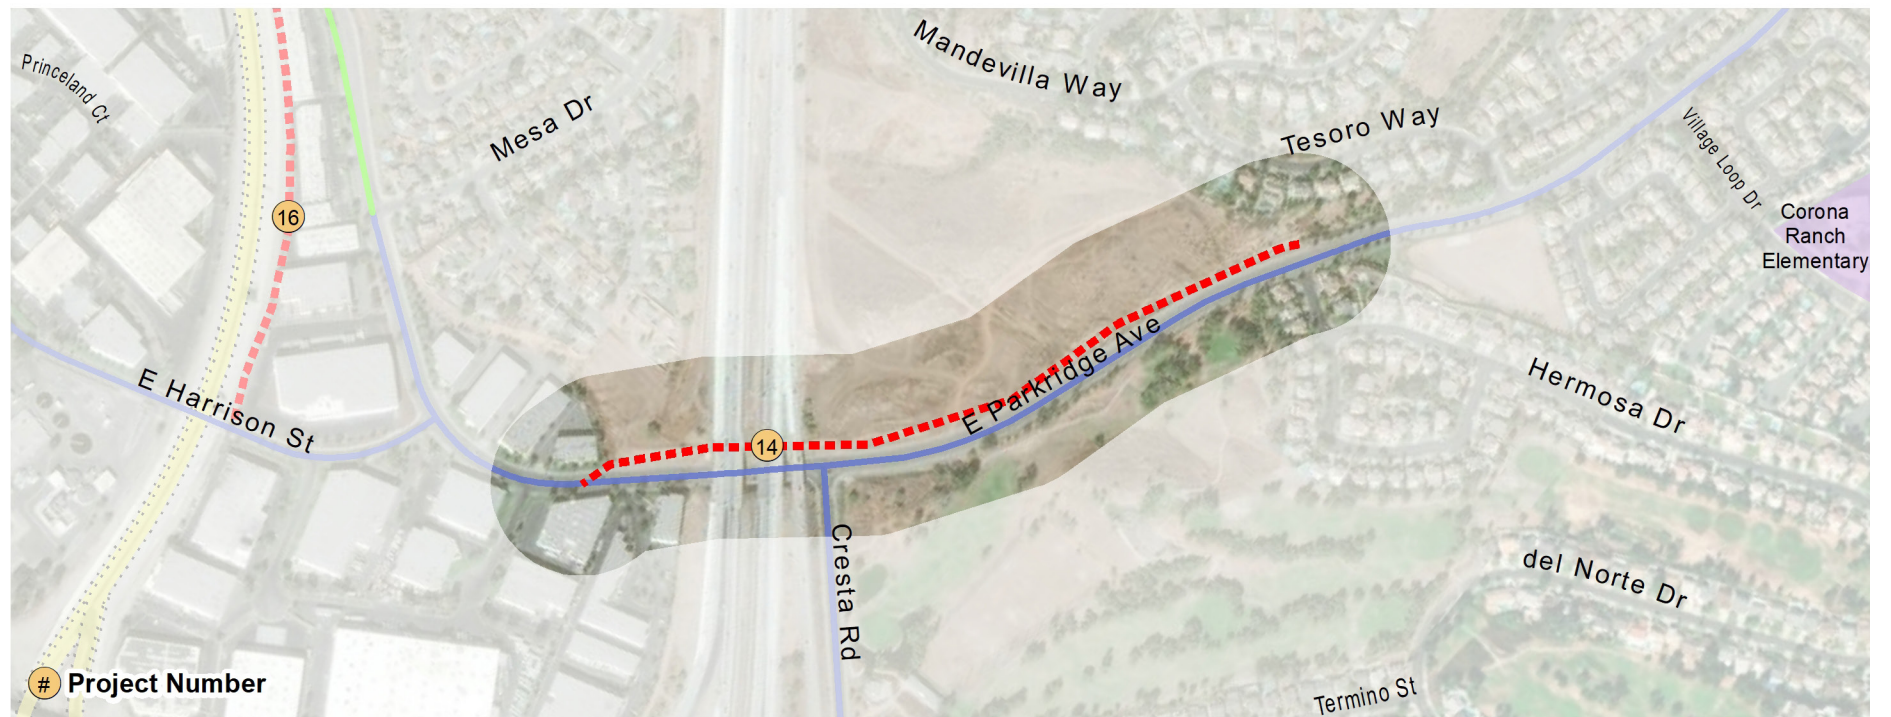 Princeland Ct
Mesa Dr
Mandevilla Way
Tesoro Way
Village Loop Dr
Corona
Ranch
Elementary
16
E Harrison St
14
E Parkridge Ave
Hermosa Dr
Cresta Rd
del Norte Dr
# Project Number
Termino St